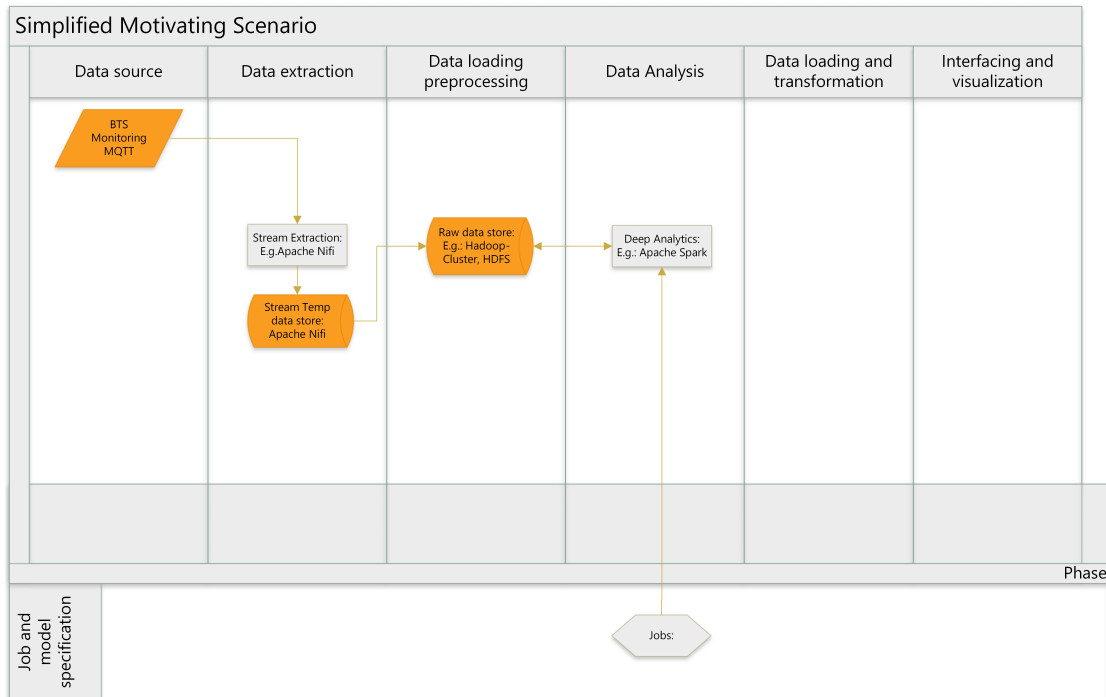 Simplified Motivating Scenario
Data source
Data extraction
Data loading
preprocessing
Data Analysis
Data loading and
transformation
Interfacing and
visualization
BTS
Monitoring
MQTT
Stream Extraction:
E.g.Apache Nifi
Stream Temp
data store:
Apache Nifi
Raw data store:
E.g.: Hadoop-
Cluster, HDFS
Deep Analytics:
E.g.: Apache Spark
Phase
Job and
model
specification
Jobs: